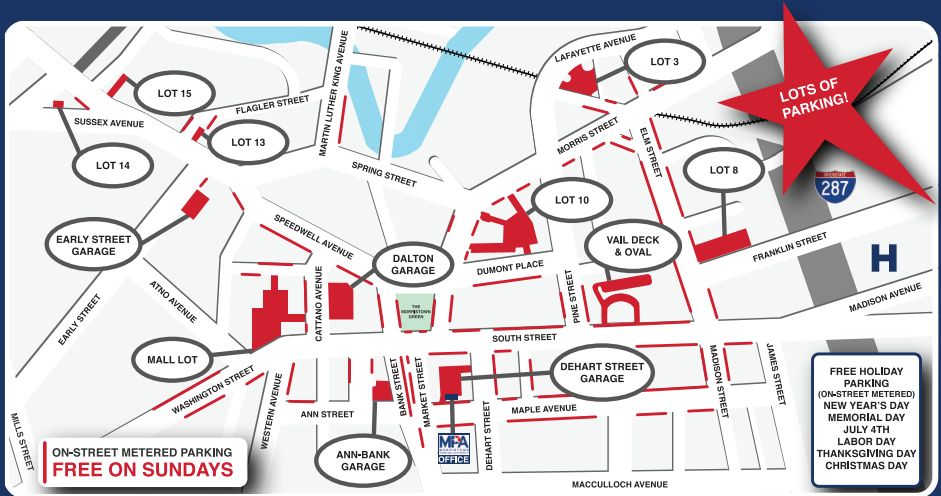 LAFAYETTE AVENUE
LOT 3
LOTS OF
PARKING!
LOT 15
FLAGLER STREET
MARTIN LUTHER KING AVENUE
SUSSEX AVENUE
LOT 13
MORRIS STREET
ELM STREET
LOT 14
SPRING STREET
LOT 8
INTERSTATE
287
LOT 10
EARLY STREET
GARAGE
SPEEDWELL AVENUE
VAIL DECK
& OVAL
FRANKLIN STREET
DALTON
GARAGE
DUMONT PLACE
H
PINE STREET
MADISON AVENUE
ATNO AVENUE
CATTANO AVENUE
THE
MORRISTOWN
GREEN
EARLY STREET
SOUTH STREET
MALL LOT
WASHINGTON STREET
BANK STREET
MARKET STREET
DEHART STREET
GARAGE
MADISON STREET
JAMES STREET
WESTERN AVENUE
ANN STREET
MAPLE AVENUE
DEHART STREET
MILLS STREET
ANN-BANK
GARAGE
MPA
OFFICE
MACCULLOCH AVENUE
ON-STREET METERED PARKING
FREE ON SUNDAYS
FREE HOLIDAY
PARKING
(ON-STREET METERED)
NEW YEAR'S DAY
MEMORIAL DAY
JULY 4TH
LABOR DAY
THANKSGIVING DAY
CHRISTMAS DAY